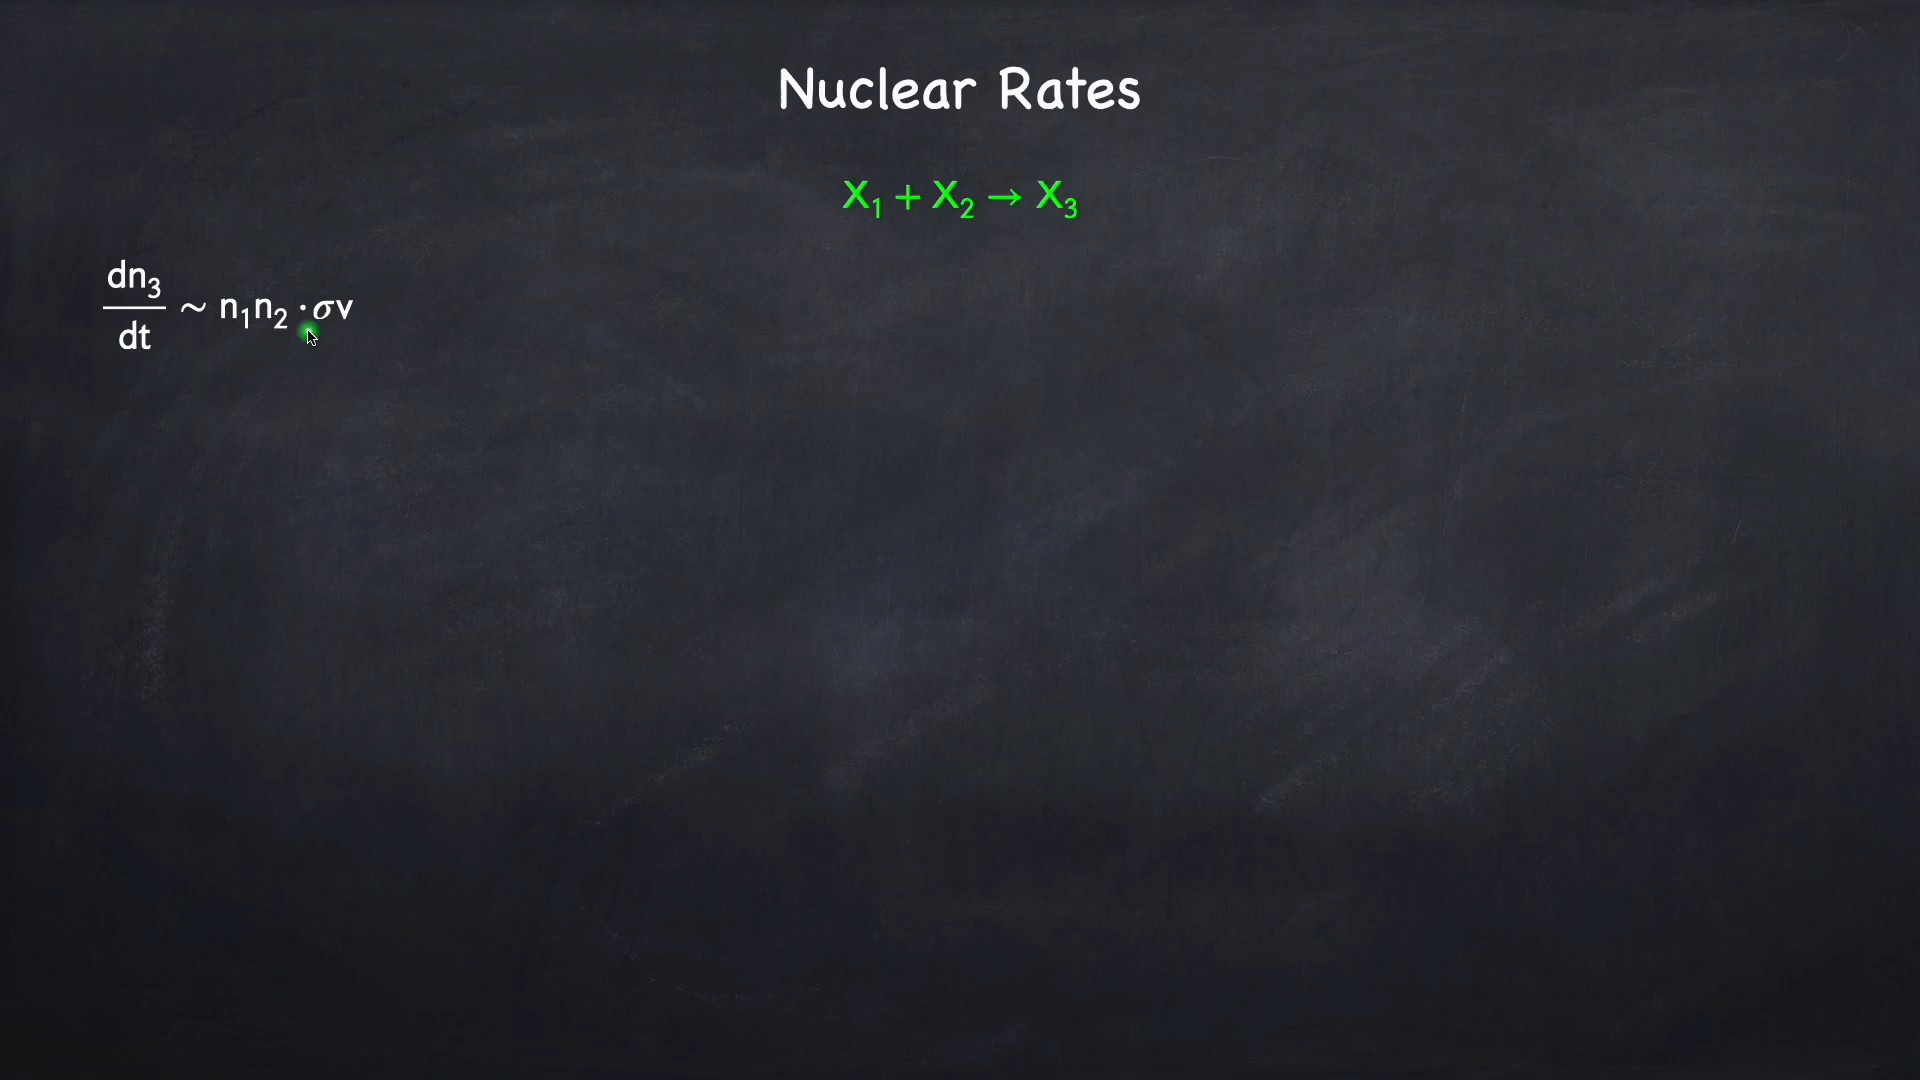 Nuclear Rates
X₁ + X₂ → X₃
dn₃/dt ~ n₁n₂ · σv